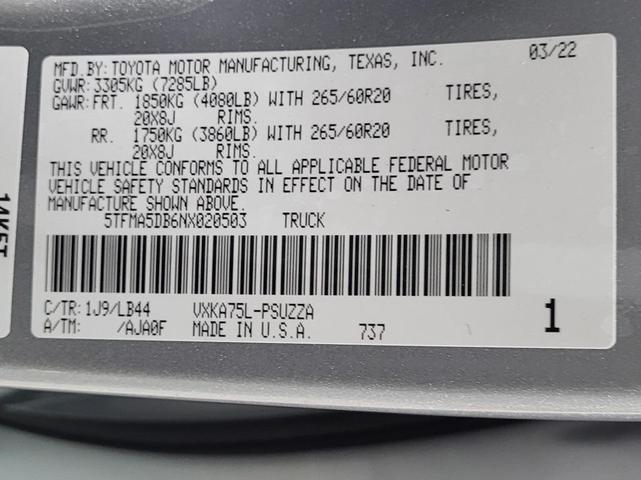 MFD.BY:TOYOTA MOTOR MANUFACTURING, TEXAS, INC. 03/22
GVWR:3305KG (7285LB)
GAWR:FRT. 1850KG (4080LB) WITH 265/60R20 TIRES,
20X8J RIMS.
RR. 1750KG (3860LB) WITH 265/60R20 TIRES,
20X8J RIMS.
THIS VEHICLE CONFORMS TO ALL APPLICABLE FEDERAL MOTOR
VEHICLE SAFETY STANDARDS IN EFFECT ON THE DATE OF
MANUFACTURE SHOWN ABOVE.
5TFMA5DB6NX020503 TRUCK
C/TR:1J9/LB44 VXKA75L-PSUZZA
A/TM: /AJA0F MADE IN U.S.A. 737 1